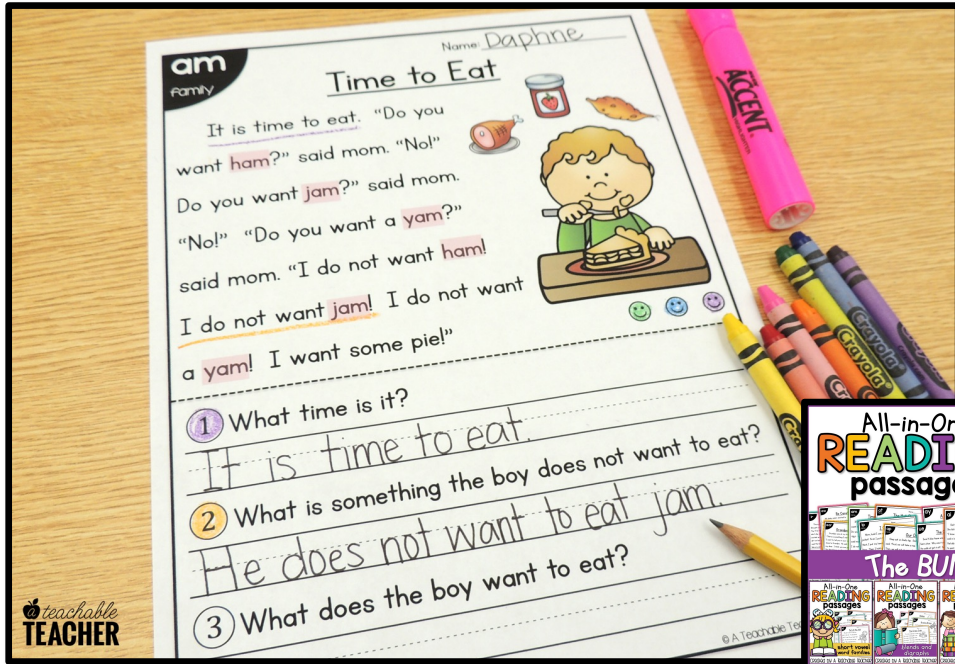 am
family
Name: Daphne
Time to Eat
It is time to eat. “Do you
want ham?” said mom. “No!”
Do you want jam?” said mom.
“No!” “Do you want a yam?”
said mom. “I do not want ham!
I do not want jam! I do not want
a yam! I want some pie!”
1 What time is it?
It is time to eat.
2 What is something the boy does not want to eat?
He does not want to eat jam.
3 What does the boy want to eat?
© A Teachable
ACCENT
Crayola
Crayola
a teachable
TEACHER
All-in-On
READI
passag
The BU
All-in-One
READING
passages
short vowel
word families
All-in-One
READING
passages
blends and
digraphs